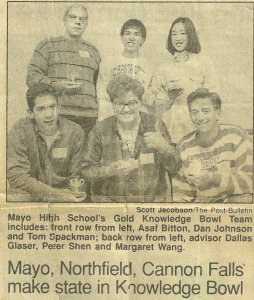 Scott Jacobson/The Post-Bulletin
Mayo High School's Gold Knowledge Bowl Team
includes: front row from left, Asaf Bitton, Dan Johnson
and Tom Spackman; back row from left, advisor Dallas
Glaser, Peter Shen and Margaret Wang.
Mayo, Northfield, Cannon Falls
make state in Knowledge Bowl